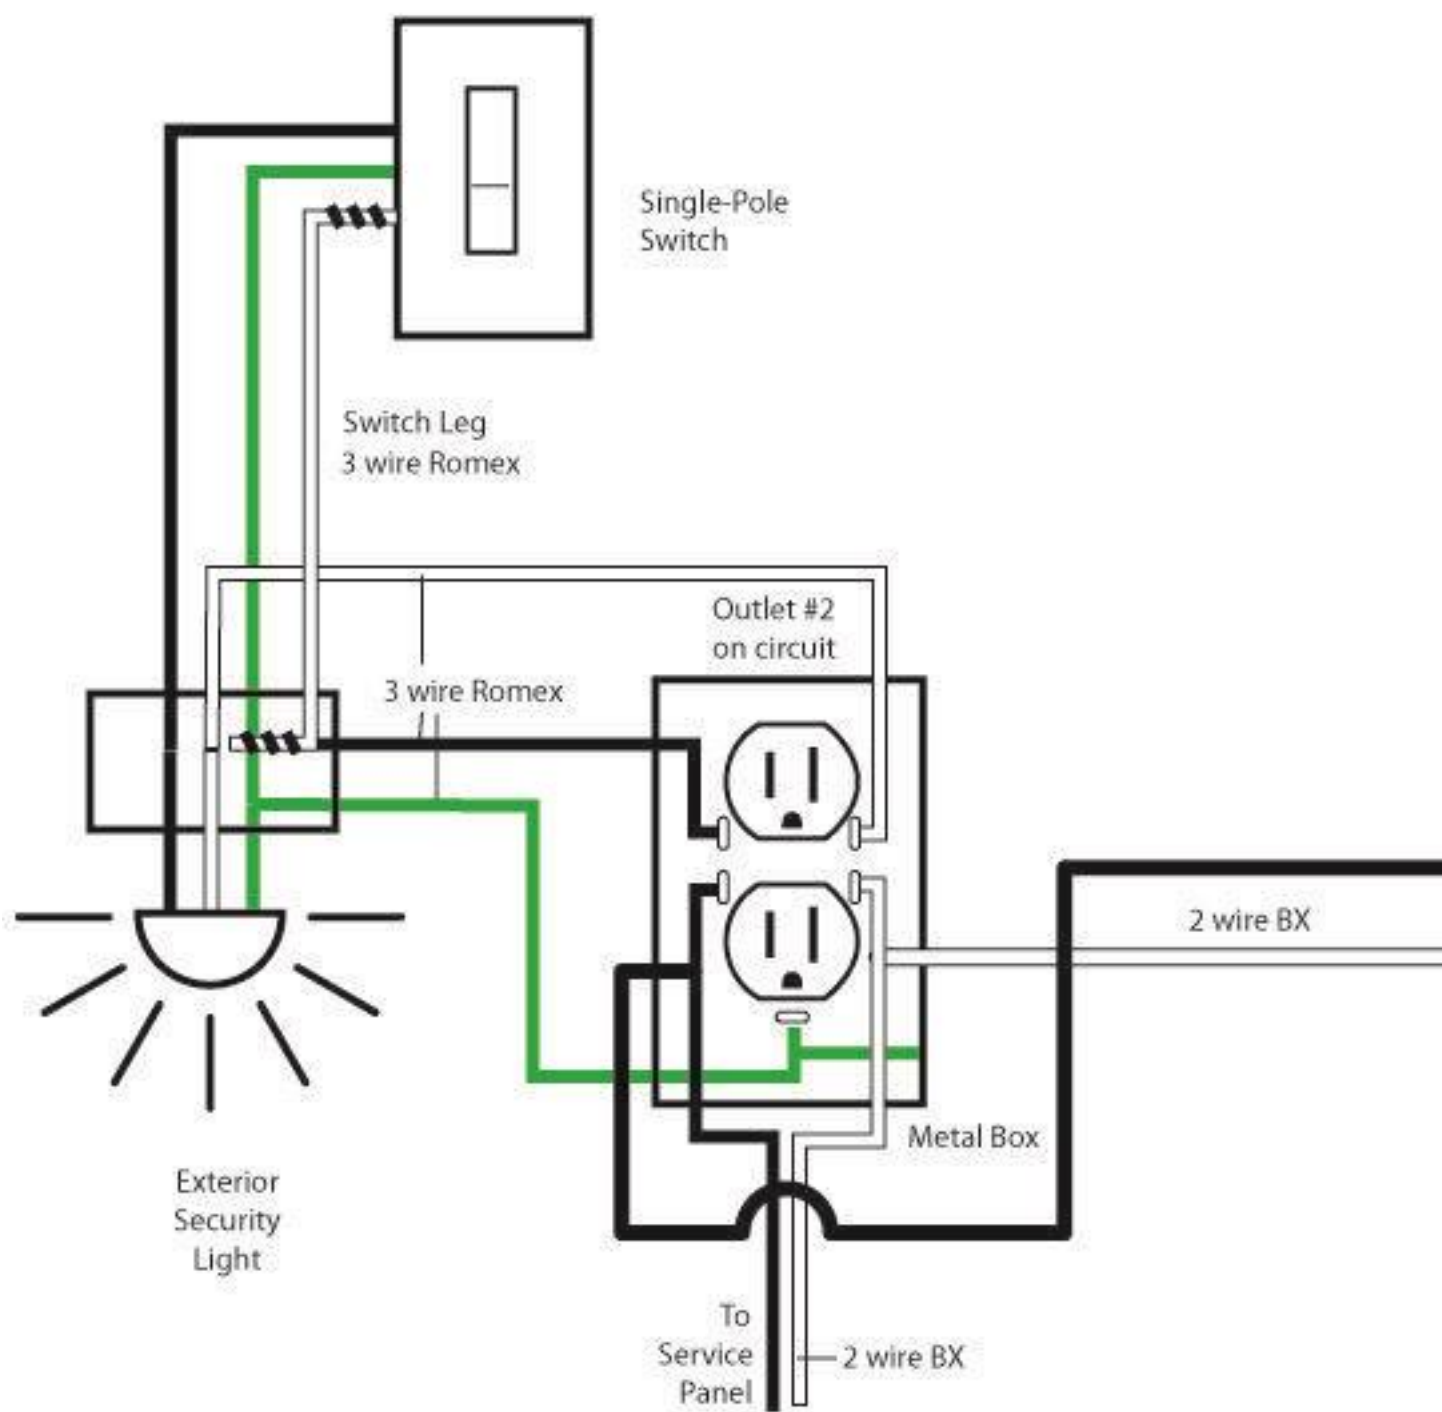 Single-Pole
Switch
Switch Leg
3 wire Romex
Outlet #2
on circuit
3 wire Romex
2 wire BX
Metal Box
Exterior
Security
Light
To
Service
Panel
2 wire BX